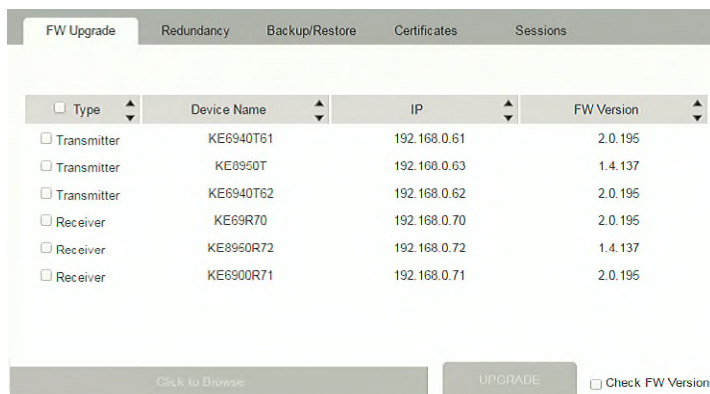 FW Upgrade Redundancy Backup/Restore Certificates Sessions
Type Device Name IP FW Version
Transmitter KE6940T61 192.168.0.61 2.0.195
Transmitter KE8950T 192.168.0.63 1.4.137
Transmitter KE6940T62 192.168.0.62 2.0.195
Receiver KE69R70 192.168.0.70 2.0.195
Receiver KE8950R72 192.168.0.72 1.4.137
Receiver KE6900R71 192.168.0.71 2.0.195
Click to Browse UPGRADE Check FW Version